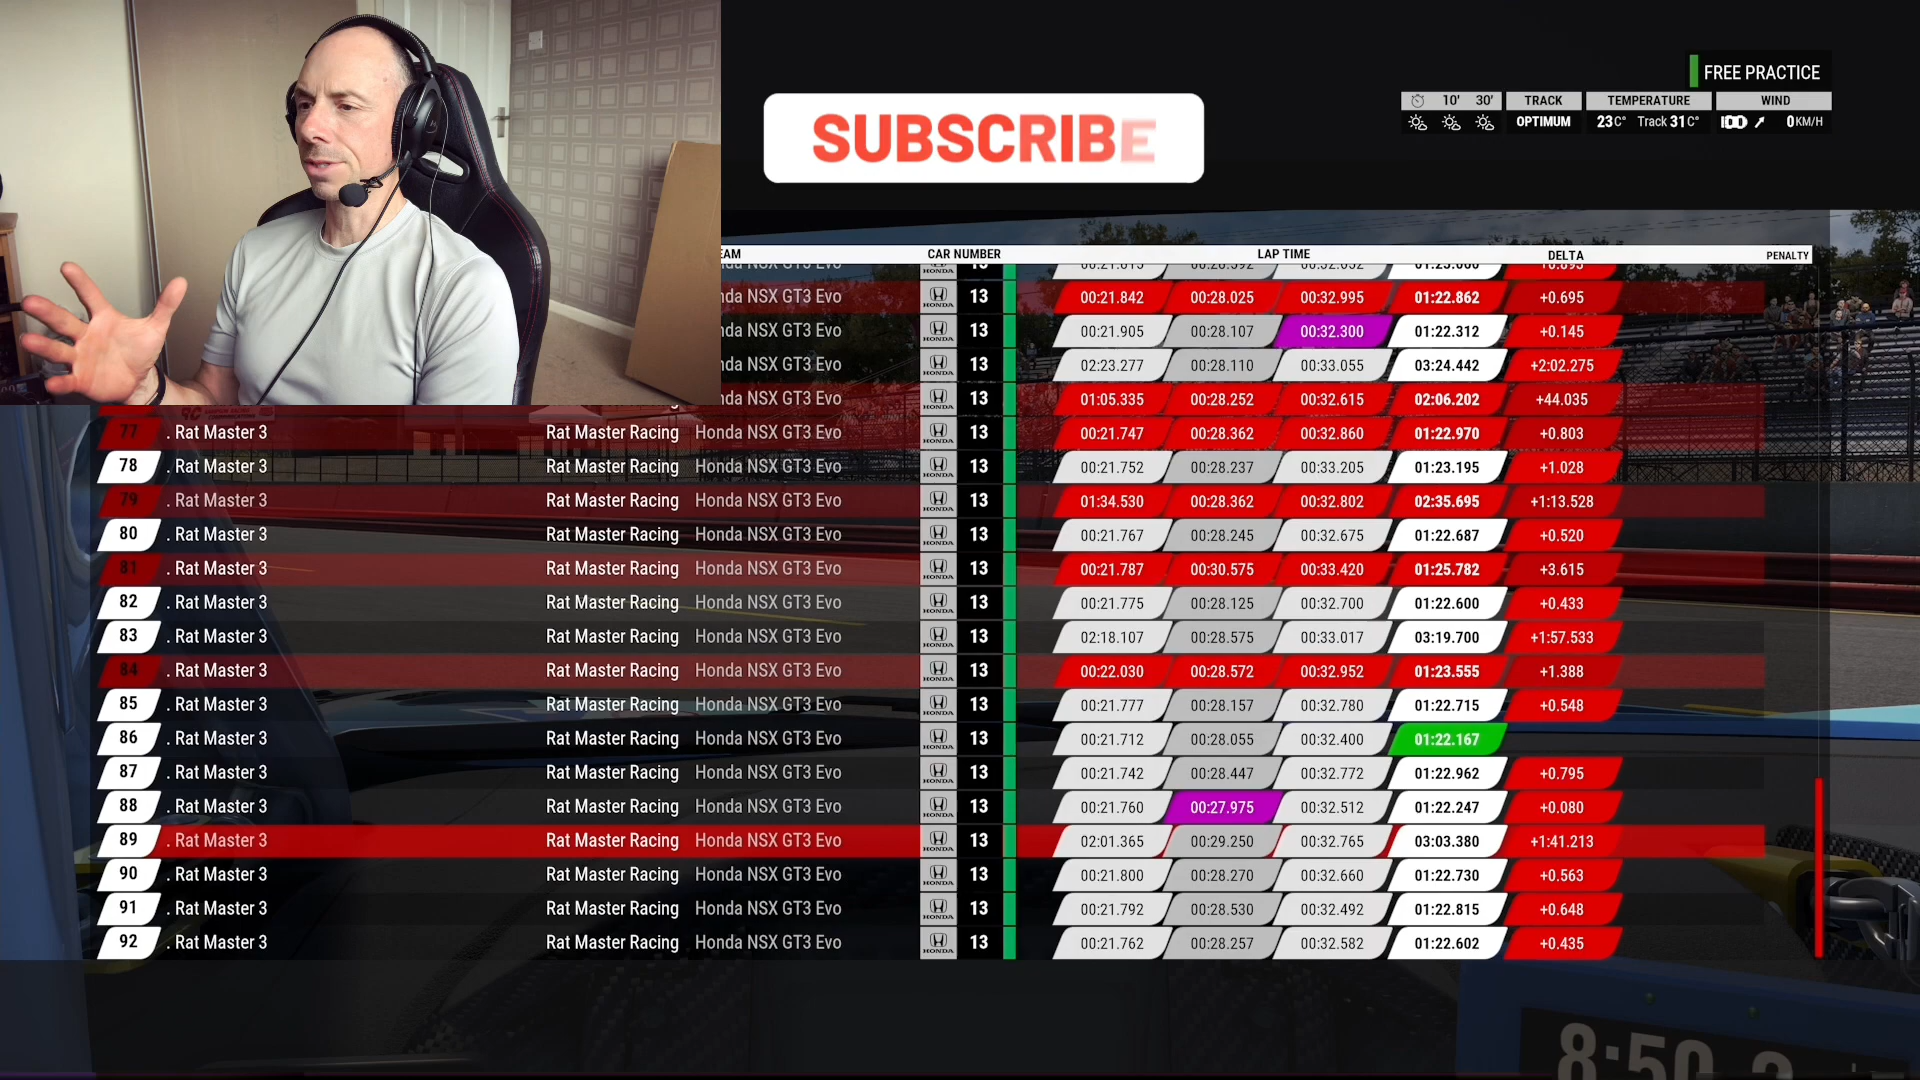 SUBSCRIBE
FREE PRACTICE
10' 30' TRACK TEMPERATURE WIND
OPTIMUM 23C° Track 31C° 0KM/H
CAR NUMBER LAP TIME DELTA PENALTY
NSX GT3 Evo HONDA 13 00:21.842 00:28.025 00:32.995 01:22.862 +0.695
NSX GT3 Evo HONDA 13 00:21.905 00:28.107 00:32.300 01:22.312 +0.145
NSX GT3 Evo HONDA 13 02:23.277 00:28.110 00:33.055 03:24.442 +2:02.275
NSX GT3 Evo HONDA 13 01:05.335 00:28.252 00:32.615 02:06.202 +44.035
77 . Rat Master 3 Rat Master Racing Honda NSX GT3 Evo HONDA 13 00:21.747 00:28.362 00:32.860 01:22.970 +0.803
78 . Rat Master 3 Rat Master Racing Honda NSX GT3 Evo HONDA 13 00:21.752 00:28.237 00:33.205 01:23.195 +1.028
79 . Rat Master 3 Rat Master Racing Honda NSX GT3 Evo HONDA 13 01:34.530 00:28.362 00:32.802 02:35.695 +1:13.528
80 . Rat Master 3 Rat Master Racing Honda NSX GT3 Evo HONDA 13 00:21.767 00:28.245 00:32.675 01:22.687 +0.520
81 . Rat Master 3 Rat Master Racing Honda NSX GT3 Evo HONDA 13 00:21.787 00:30.575 00:33.420 01:25.782 +3.615
82 . Rat Master 3 Rat Master Racing Honda NSX GT3 Evo HONDA 13 00:21.775 00:28.125 00:32.700 01:22.600 +0.433
83 . Rat Master 3 Rat Master Racing Honda NSX GT3 Evo HONDA 13 02:18.107 00:28.575 00:33.017 03:19.700 +1:57.533
84 . Rat Master 3 Rat Master Racing Honda NSX GT3 Evo HONDA 13 00:22.030 00:28.572 00:32.952 01:23.555 +1.388
85 . Rat Master 3 Rat Master Racing Honda NSX GT3 Evo HONDA 13 00:21.777 00:28.157 00:32.780 01:22.715 +0.548
86 . Rat Master 3 Rat Master Racing Honda NSX GT3 Evo HONDA 13 00:21.712 00:28.055 00:32.400 01:22.167
87 . Rat Master 3 Rat Master Racing Honda NSX GT3 Evo HONDA 13 00:21.742 00:28.447 00:32.772 01:22.962 +0.795
88 . Rat Master 3 Rat Master Racing Honda NSX GT3 Evo HONDA 13 00:21.760 00:27.975 00:32.512 01:22.247 +0.080
89 . Rat Master 3 Rat Master Racing Honda NSX GT3 Evo HONDA 13 02:01.365 00:29.250 00:32.765 03:03.380 +1:41.213
90 . Rat Master 3 Rat Master Racing Honda NSX GT3 Evo HONDA 13 00:21.800 00:28.270 00:32.660 01:22.730 +0.563
91 . Rat Master 3 Rat Master Racing Honda NSX GT3 Evo HONDA 13 00:21.792 00:28.530 00:32.492 01:22.815 +0.648
92 . Rat Master 3 Rat Master Racing Honda NSX GT3 Evo HONDA 13 00:21.762 00:28.257 00:32.582 01:22.602 +0.435